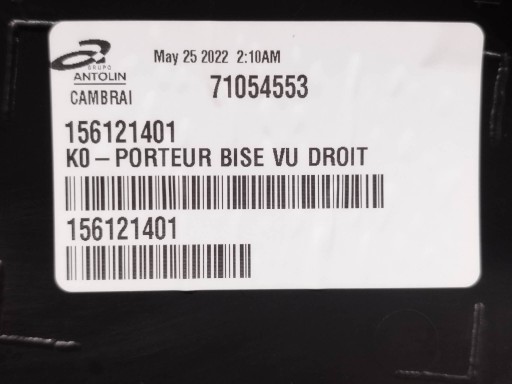 GRUPO
ANTOLIN
CAMBRAI
May 25 2022 2:10AM
71054553
156121401
K0-PORTEUR BISE VU DROIT
156121401